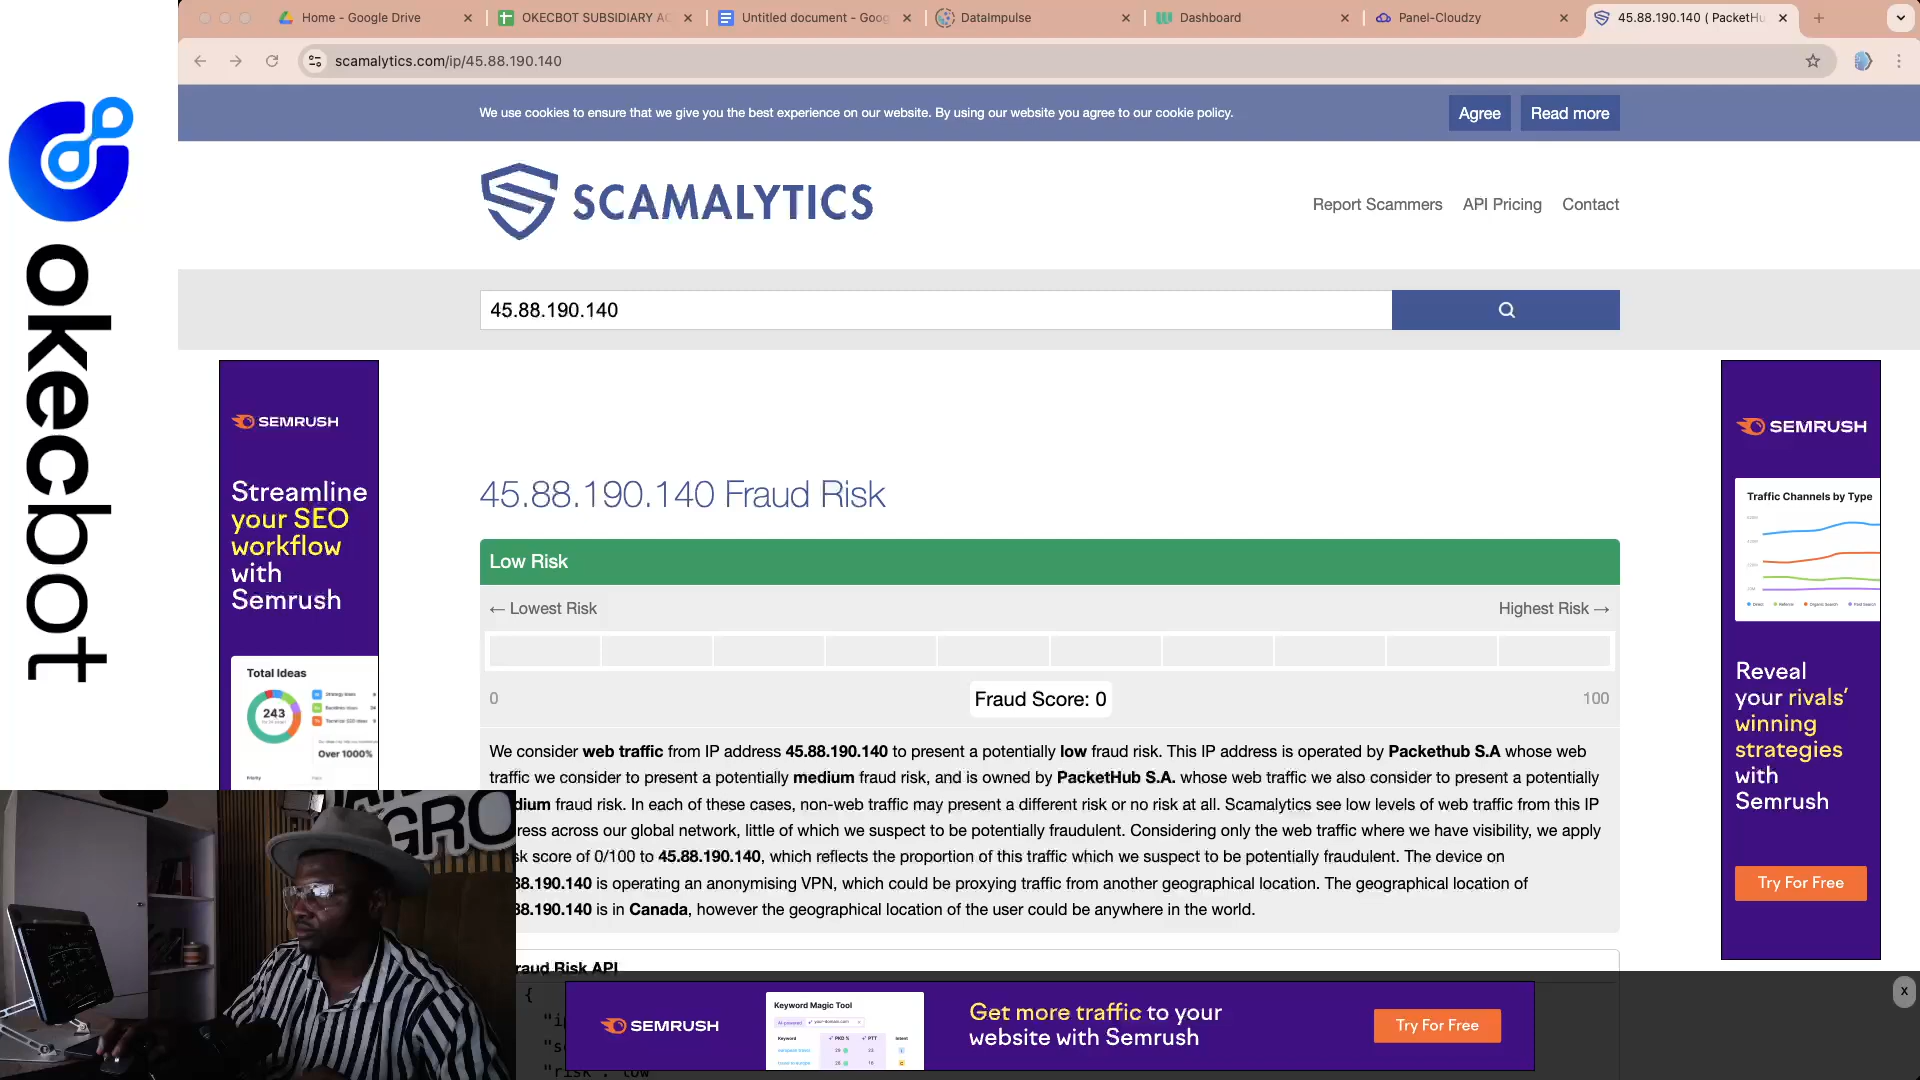 Home - Google Drive
OKECBOT SUBSIDIARY AC
Untitled document - Goog
DataImpulse
Dashboard
Panel-Cloudzy
45.88.190.140 ( PacketHu
scamalytics.com/ip/45.88.190.140
We use cookies to ensure that we give you the best experience on our website. By using our website you agree to our cookie policy.
Agree
Read more
okecbot
SCAMALYTICS
Report Scammers
API Pricing
Contact
45.88.190.140
SEMRUSH
Streamline
your SEO
workflow
with
Semrush
Total Ideas
243
Over 1000%
45.88.190.140 Fraud Risk
Low Risk
← Lowest Risk
Highest Risk →
0
Fraud Score: 0
100
We consider web traffic from IP address 45.88.190.140 to present a potentially low fraud risk. This IP address is operated by Packethub S.A whose web
traffic we consider to present a potentially medium fraud risk, and is owned by PacketHub S.A. whose web traffic we also consider to present a potentially
dium fraud risk. In each of these cases, non-web traffic may present a different risk or no risk at all. Scamalytics see low levels of web traffic from this IP
ress across our global network, little of which we suspect to be potentially fraudulent. Considering only the web traffic where we have visibility, we apply
sk score of 0/100 to 45.88.190.140, which reflects the proportion of this traffic which we suspect to be potentially fraudulent. The device on
88.190.140 is operating an anonymising VPN, which could be proxying traffic from another geographical location. The geographical location of
88.190.140 is in Canada, however the geographical location of the user could be anywhere in the world.
raud Risk API
{
SEMRUSH
Traffic Channels by Type
Reveal
your rivals'
winning
strategies
with
Semrush
Try For Free
GRO
SEMRUSH
Keyword Magic Tool
Keyword
PKD %
PTT
Intent
Get more traffic to your
website with Semrush
Try For Free
x